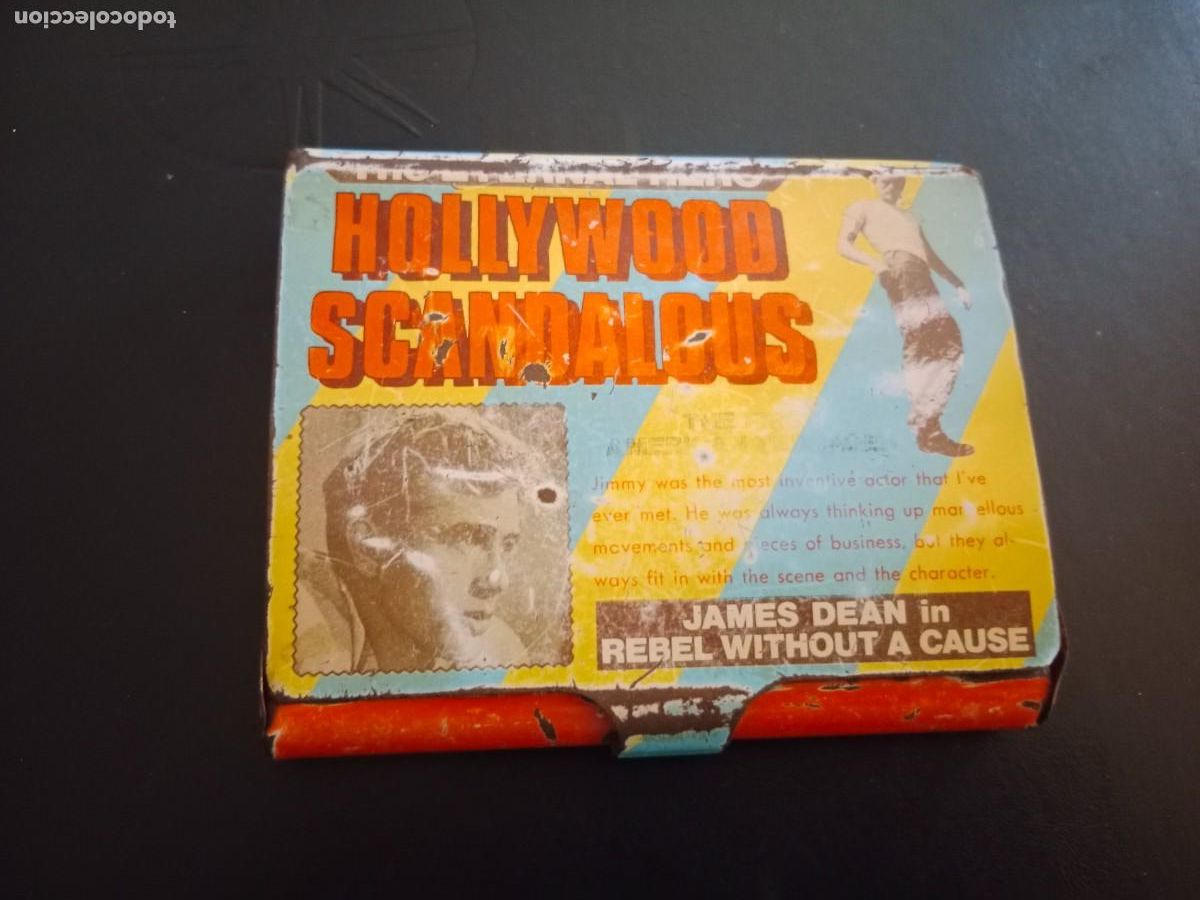 todocoleccion
HOLLYWOOD
SCANDALOUS
THE
AMERICAN
Jimmy was the most inventive actor that I've
ever met. He was always thinking up marvellous
movements and pieces of business, but they al-
ways fit in with the scene and the character.
JAMES DEAN in
REBEL WITHOUT A CAUSE